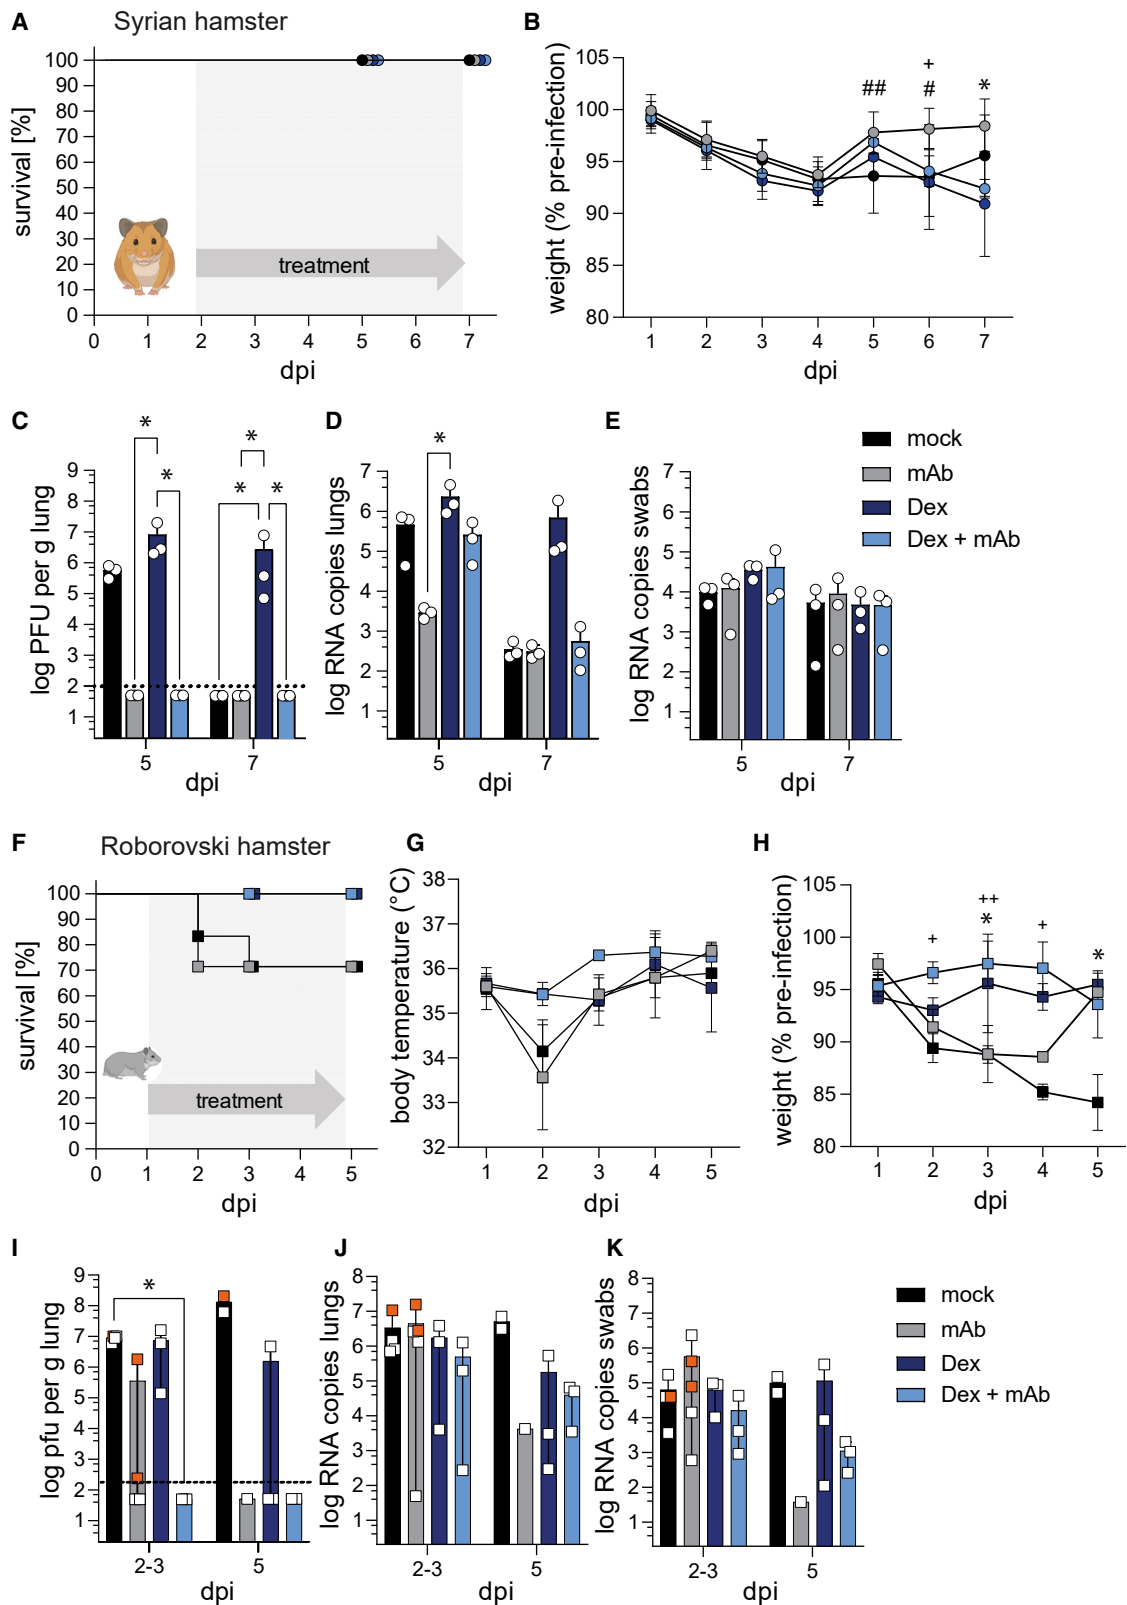 A
Syrian hamster
survival [%]
100
90
80
70
60
50
40
30
20
10
0
treatment
0 1 2 3 4 5 6 7
dpi
B
weight (% pre-infection)
105
100
95
90
85
80
##
+
#
*
1 2 3 4 5 6 7
dpi
C
log PFU per g lung
9
8
7
6
5
4
3
2
1
* * * * *
5 7
dpi
D
log RNA copies lungs
7
6
5
4
3
2
1
*
5 7
dpi
E
log RNA copies swabs
7
6
5
4
3
2
1
5 7
dpi
mock
mAb
Dex
Dex + mAb
F
Roborovski hamster
survival [%]
100
90
80
70
60
50
40
30
20
10
0
treatment
0 1 2 3 4 5
dpi
G
body temperature (°C)
38
37
36
35
34
33
32
1 2 3 4 5
dpi
H
weight (% pre-infection)
105
100
95
90
85
80
+
++
*
+
*
1 2 3 4 5
dpi
I
log pfu per g lung
9
8
7
6
5
4
3
2
1
*
2-3 5
dpi
J
log RNA copies lungs
8
7
6
5
4
3
2
1
2-3 5
dpi
K
log RNA copies swabs
8
7
6
5
4
3
2
1
2-3 5
dpi
mock
mAb
Dex
Dex + mAb